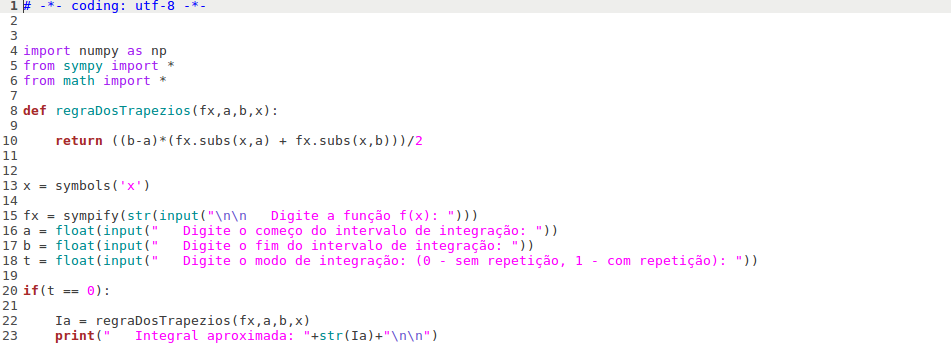 1 # -*- coding: utf-8 -*-
2
3
4 import numpy as np
5 from sympy import *
6 from math import *
7
8 def regraDosTrapezios(fx,a,b,x):
9
10     return ((b-a)*(fx.subs(x,a) + fx.subs(x,b)))/2
11
12
13 x = symbols('x')
14
15 fx = sympify(str(input("\n\n   Digite a função f(x): ")))
16 a = float(input("   Digite o começo do intervalo de integração: "))
17 b = float(input("   Digite o fim do intervalo de integração: "))
18 t = float(input("   Digite o modo de integração: (0 - sem repetição, 1 - com repetição): "))
19
20 if(t == 0):
21
22     Ia = regraDosTrapezios(fx,a,b,x)
23     print("   Integral aproximada: "+str(Ia)+"\n\n")